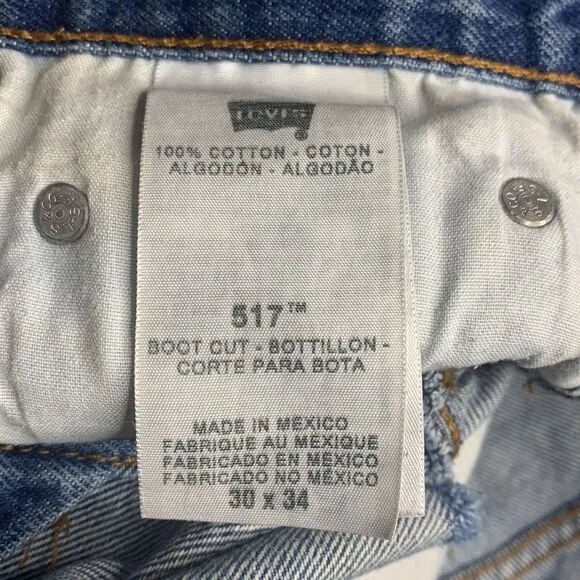 Levi's ®
100% COTTON - COTON -
ALGODÓN - ALGODÃO
517™
BOOT CUT - BOTTILLON -
CORTE PARA BOTA
MADE IN MEXICO
FABRIQUE AU MEXIQUE
FABRICADO EN MÉXICO
FABRICADO NO MÉXICO
30 x 34